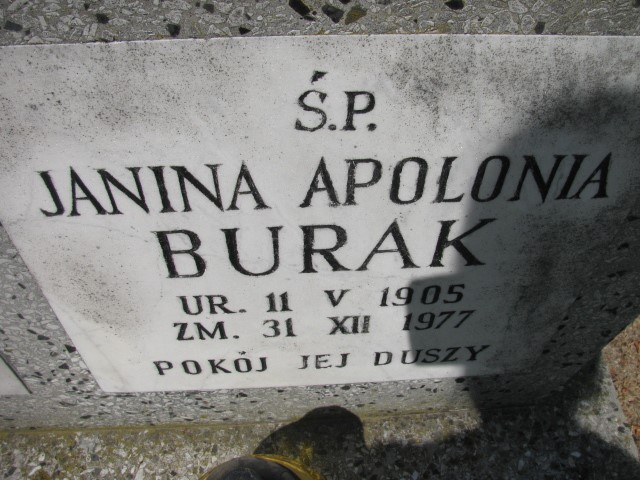 Ś.P.
JANINA APOLONIA
BURAK
UR. 11 V 1905
ZM. 31 XII 1977
POKÓJ JEJ DUSZY